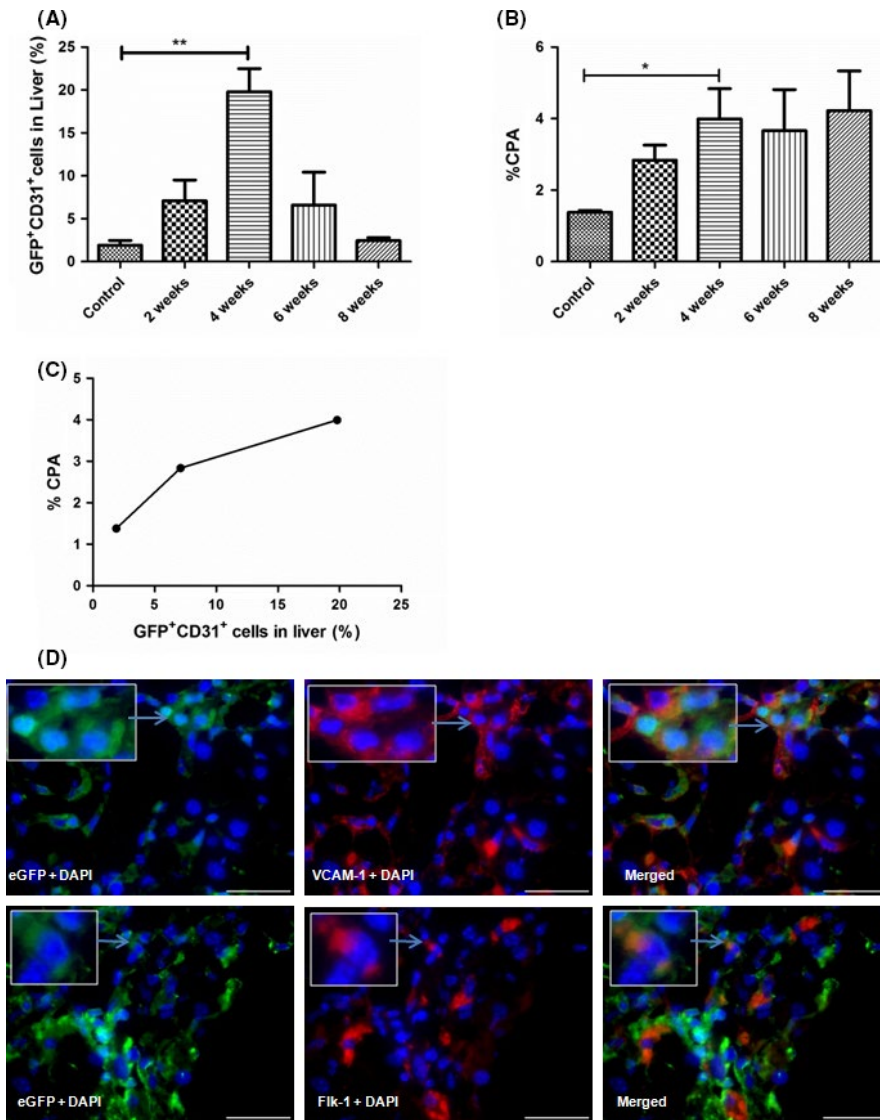 (A)
GFP⁺CD31⁺cells in Liver (%)
25
20
15
10
5
0
**
Control
2 weeks
4 weeks
6 weeks
8 weeks
(B)
%CPA
6
4
2
0
*
Control
2 weeks
4 weeks
6 weeks
8 weeks
(C)
% CPA
5
4
3
2
1
0
0 5 10 15 20 25
GFP⁺CD31⁺ cells in liver (%)
(D)
eGFP + DAPI
VCAM-1 + DAPI
Merged
eGFP + DAPI
Flk-1 + DAPI
Merged